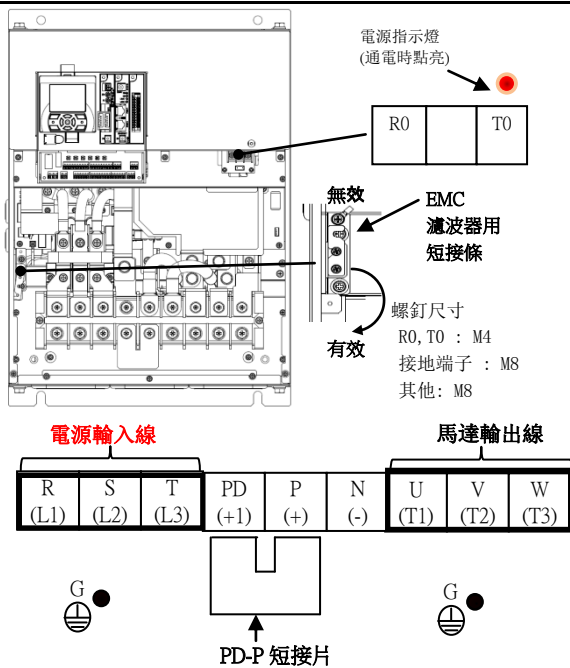 電源指示燈
(通電時點亮)
R0 T0
無效
EMC
濾波器用
短接條
有效
螺釘尺寸
R0,T0 : M4
接地端子 : M8
其他: M8
電源輸入線 馬達輸出線
R S T PD P N U V W
(L1) (L2) (L3) (+1) (+) (-) (T1) (T2) (T3)
G G
PD-P 短接片